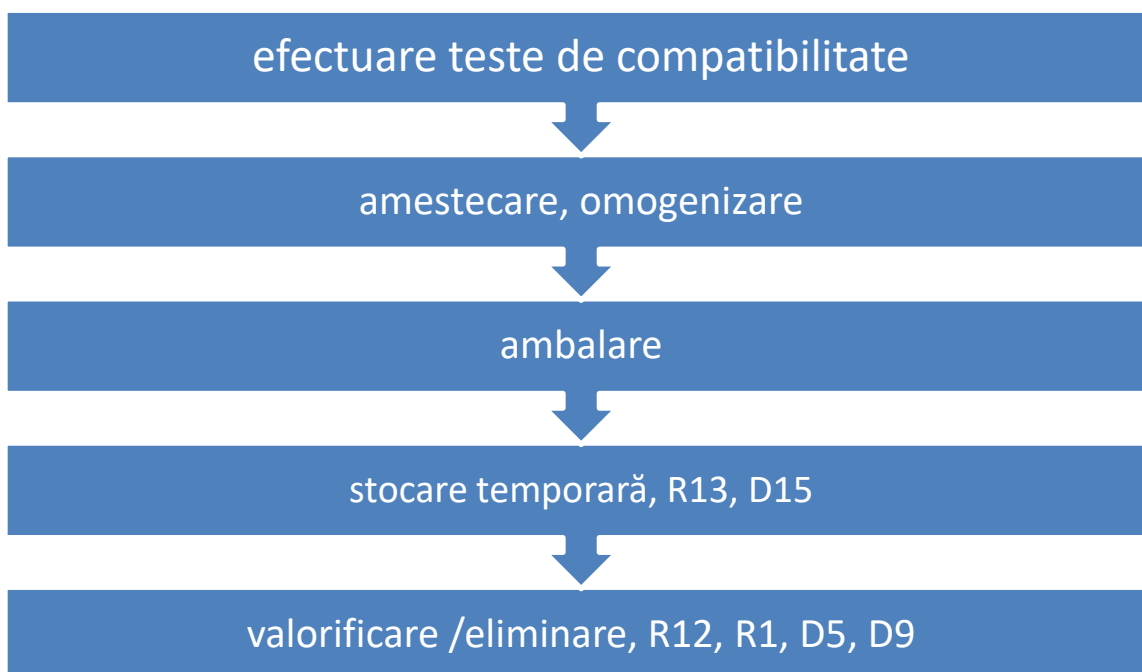 efectuare teste de compatibilitate
amestecare, omogenizare
ambalare
stocare temporară, R13, D15
valorificare /eliminare, R12, R1, D5, D9